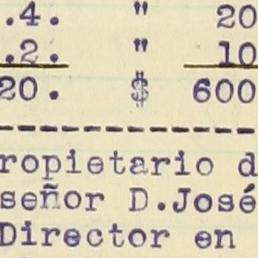 .4. " 20
.2. " 10
20. $ 600
ropietario d
señor D.José
Director en